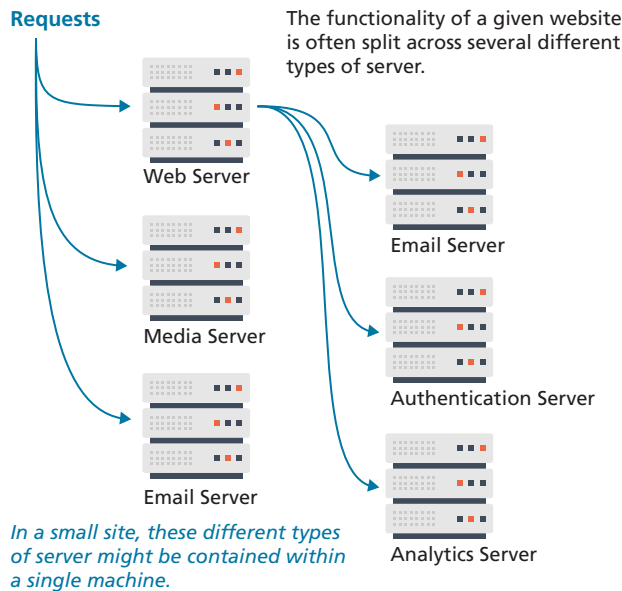 Requests
The functionality of a given website
is often split across several different
types of server.
Web Server
Email Server
Media Server
Authentication Server
Email Server
Analytics Server
In a small site, these different types
of server might be contained within
a single machine.